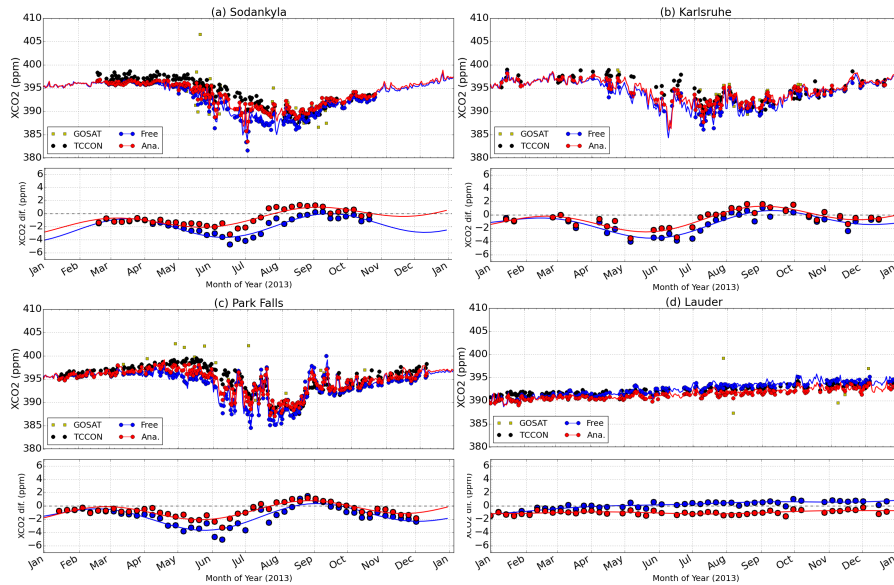 (a) Sodankyla
410
405
400
395
390
385
380
XCO2 (ppm)
GOSAT
TCCON
Free
Ana.
6
4
2
0
−2
−4
−6
XCO2 dif. (ppm)
Jan Feb Mar Apr May Jun Jul Aug Sep Oct Nov Dec Jan
Month of Year (2013)
(b) Karlsruhe
410
405
400
395
390
385
380
XCO2 (ppm)
GOSAT
TCCON
Free
Ana.
6
4
2
0
−2
−4
−6
XCO2 dif. (ppm)
Jan Feb Mar Apr May Jun Jul Aug Sep Oct Nov Dec Jan
Month of Year (2013)
(c) Park Falls
410
405
400
395
390
385
380
XCO2 (ppm)
GOSAT
TCCON
Free
Ana.
6
4
2
0
−2
−4
−6
XCO2 dif. (ppm)
Jan Feb Mar Apr May Jun Jul Aug Sep Oct Nov Dec Jan
Month of Year (2013)
(d) Lauder
410
400
395
390
385
380
XCO2 (ppm)
GOSAT
TCCON
Free
Ana.
6
4
2
0
−2
−4
−6
XCO2 dif. (ppm)
Jan Feb Mar Apr May Jun Jul Aug Sep Oct Nov Dec Jan
Month of Year (2013)